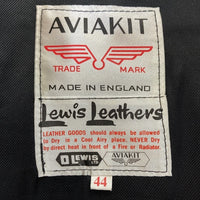 AVIAKIT
TRADE MARK
MADE IN ENGLAND
Lewis Leathers
LEATHER GOODS should always be allowed
to Dry in a Cool Airy place. NEVER Dry
by direct heat in front of a Fire or Radiator.
D LEWIS LTD
AVIAKIT
44